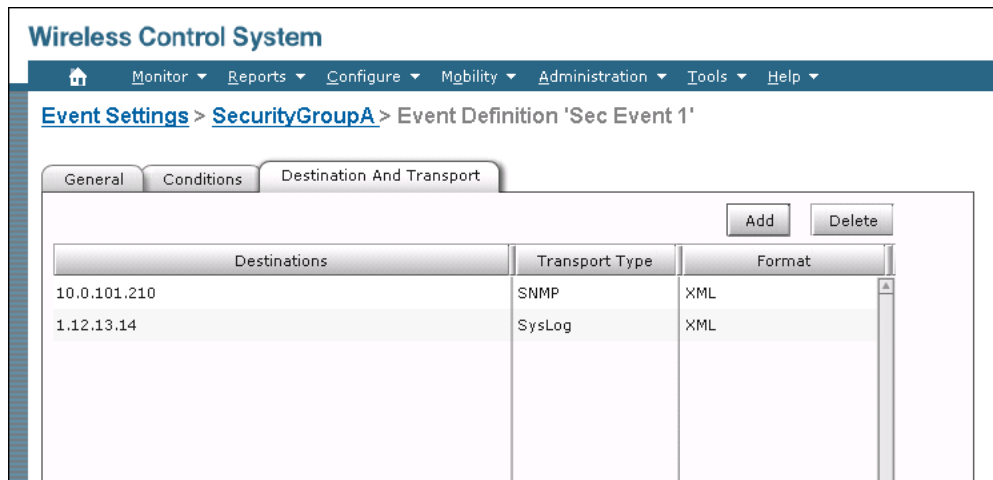 Wireless Control System
Monitor Reports Configure Mobility Administration Tools Help
Event Settings > SecurityGroupA > Event Definition 'Sec Event 1'
General Conditions Destination And Transport
Add Delete
Destinations Transport Type Format
10.0.101.210 SNMP XML
1.12.13.14 SysLog XML